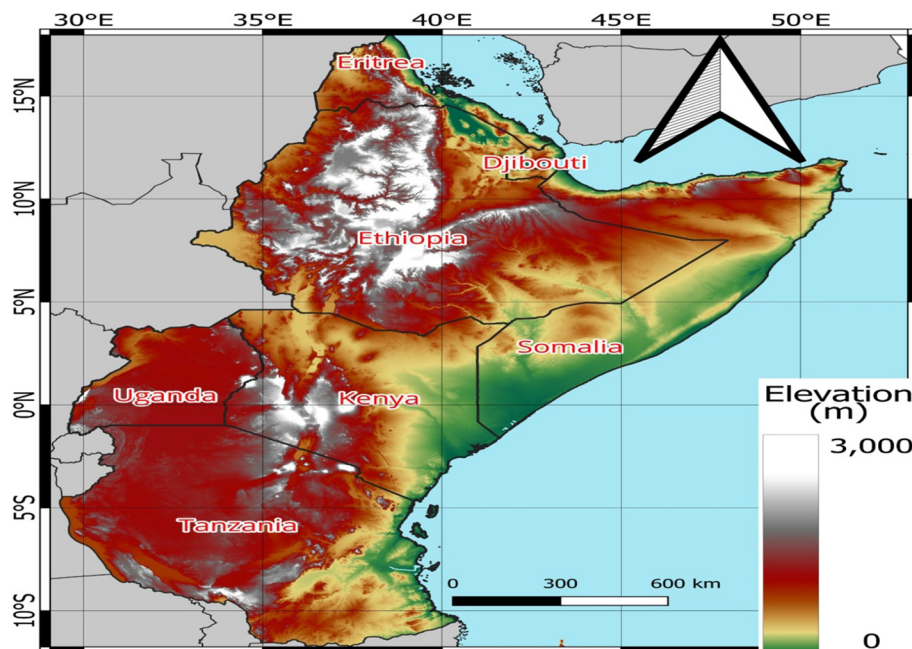 30°E 40°E 45°E 50°E
15°N
10°N
5°N
0°N
5°S
10°S
Eritrea
Djibouti
Ethiopia
Somalia
Uganda
Kenya
Tanzania
Elevation
(m)
3,000
0
0 300 600 km